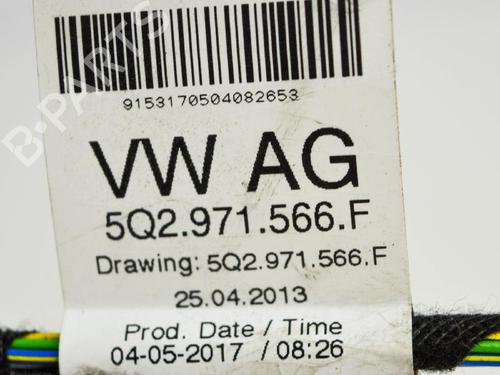 9153170504082653
VW AG
5Q2.971.566.F
Drawing: 5Q2.971.566.F
25.04.2013
Prod. Date / Time
04-05-2017 / 08:26
B-PARTS